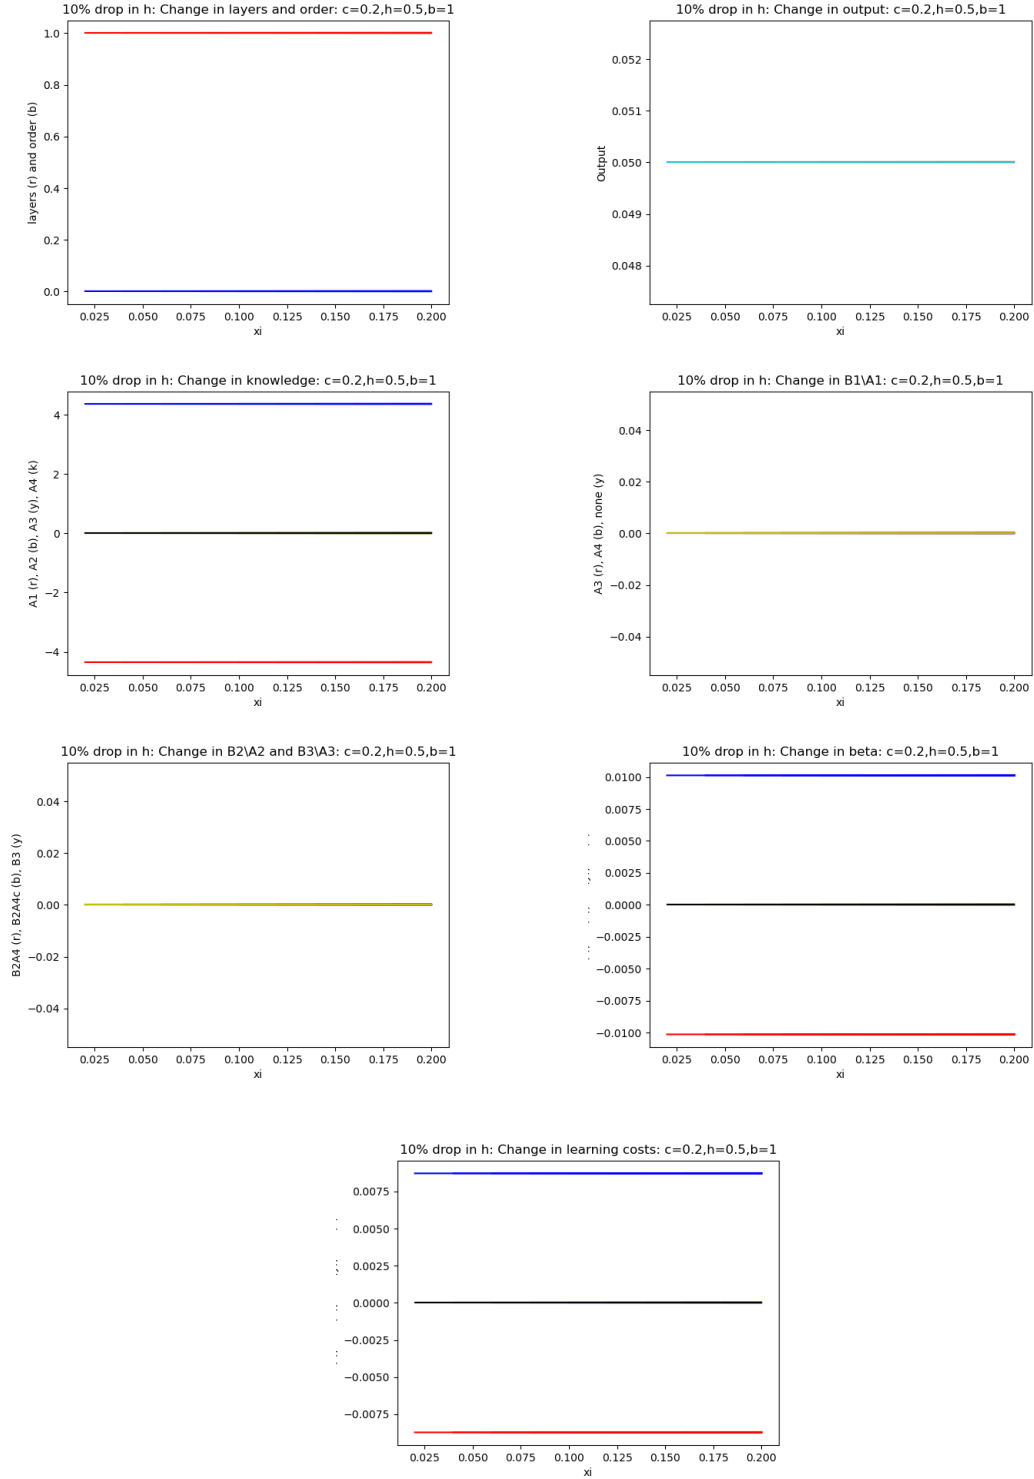 10% drop in h: Change in layers and order: c=0.2,h=0.5,b=1
layers (r) and order (b)
1.0
0.8
0.6
0.4
0.2
0.0
0.025 0.050 0.075 0.100 0.125 0.150 0.175 0.200
xi
10% drop in h: Change in output: c=0.2,h=0.5,b=1
Output
0.052
0.051
0.050
0.049
0.048
0.025 0.050 0.075 0.100 0.125 0.150 0.175 0.200
xi
10% drop in h: Change in knowledge: c=0.2,h=0.5,b=1
A1 (r), A2 (b), A3 (y), A4 (k)
4
2
0
−2
−4
0.025 0.050 0.075 0.100 0.125 0.150 0.175 0.200
xi
10% drop in h: Change in B1\A1: c=0.2,h=0.5,b=1
A3 (r), A4 (b), none (y)
0.04
0.02
0.00
−0.02
−0.04
0.025 0.050 0.075 0.100 0.125 0.150 0.175 0.200
xi
10% drop in h: Change in B2\A2 and B3\A3: c=0.2,h=0.5,b=1
B2A4 (r), B2A4c (b), B3 (y)
0.04
0.02
0.00
−0.02
−0.04
0.025 0.050 0.075 0.100 0.125 0.150 0.175 0.200
xi
10% drop in h: Change in beta: c=0.2,h=0.5,b=1
0.0100
0.0075
0.0050
0.0025
0.0000
−0.0025
−0.0050
−0.0075
−0.0100
0.025 0.050 0.075 0.100 0.125 0.150 0.175 0.200
xi
10% drop in h: Change in learning costs: c=0.2,h=0.5,b=1
0.0075
0.0050
0.0025
0.0000
−0.0025
−0.0050
−0.0075
0.025 0.050 0.075 0.100 0.125 0.150 0.175 0.200
xi